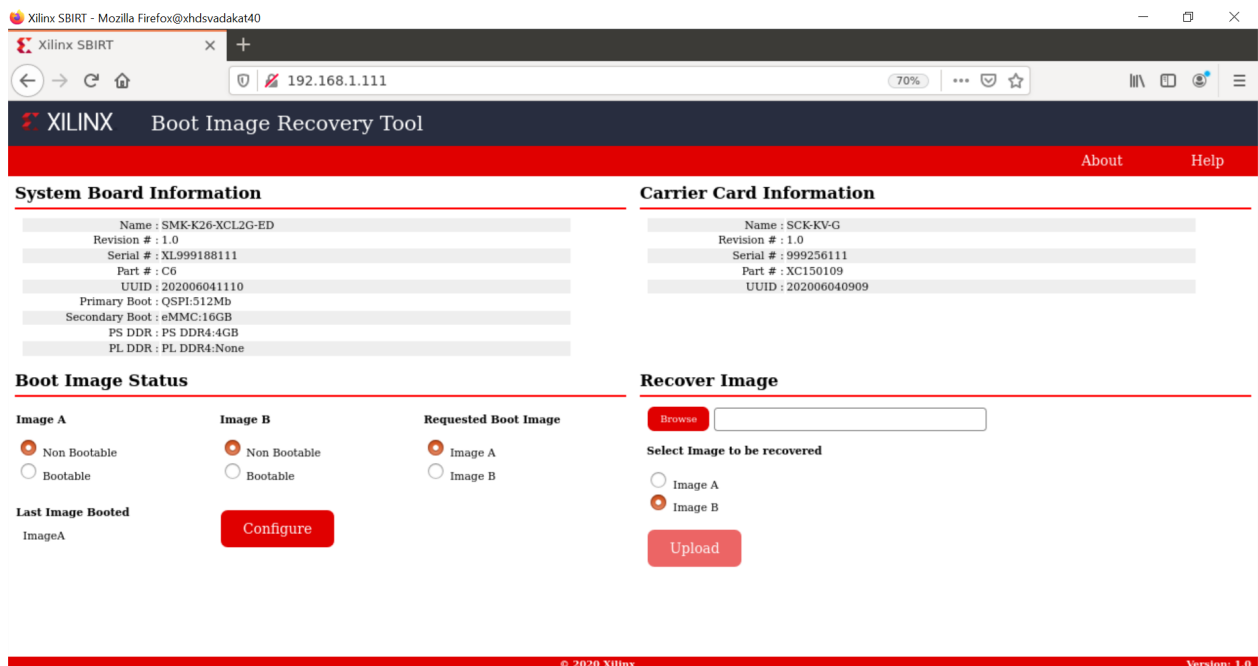 Xilinx SBIRT - Mozilla Firefox@xhdsvadakat40
Xilinx SBIRT
192.168.1.111
70%
XILINX Boot Image Recovery Tool
About Help
System Board Information
Name : SMK-K26-XCL2G-ED
Revision # : 1.0
Serial # : XL999188111
Part # : C6
UUID : 202006041110
Primary Boot : QSPI:512Mb
Secondary Boot : eMMC:16GB
PS DDR : PS DDR4:4GB
PL DDR : PL DDR4:None
Carrier Card Information
Name : SCK-KV-G
Revision # : 1.0
Serial # : 999256111
Part # : XC150109
UUID : 202006040909
Boot Image Status
Image A
Non Bootable
Bootable
Image B
Non Bootable
Bootable
Requested Boot Image
Image A
Image B
Last Image Booted
ImageA
Configure
Recover Image
Browse
Select Image to be recovered
Image A
Image B
Upload
© 2020 Xilinx
Version: 1.0